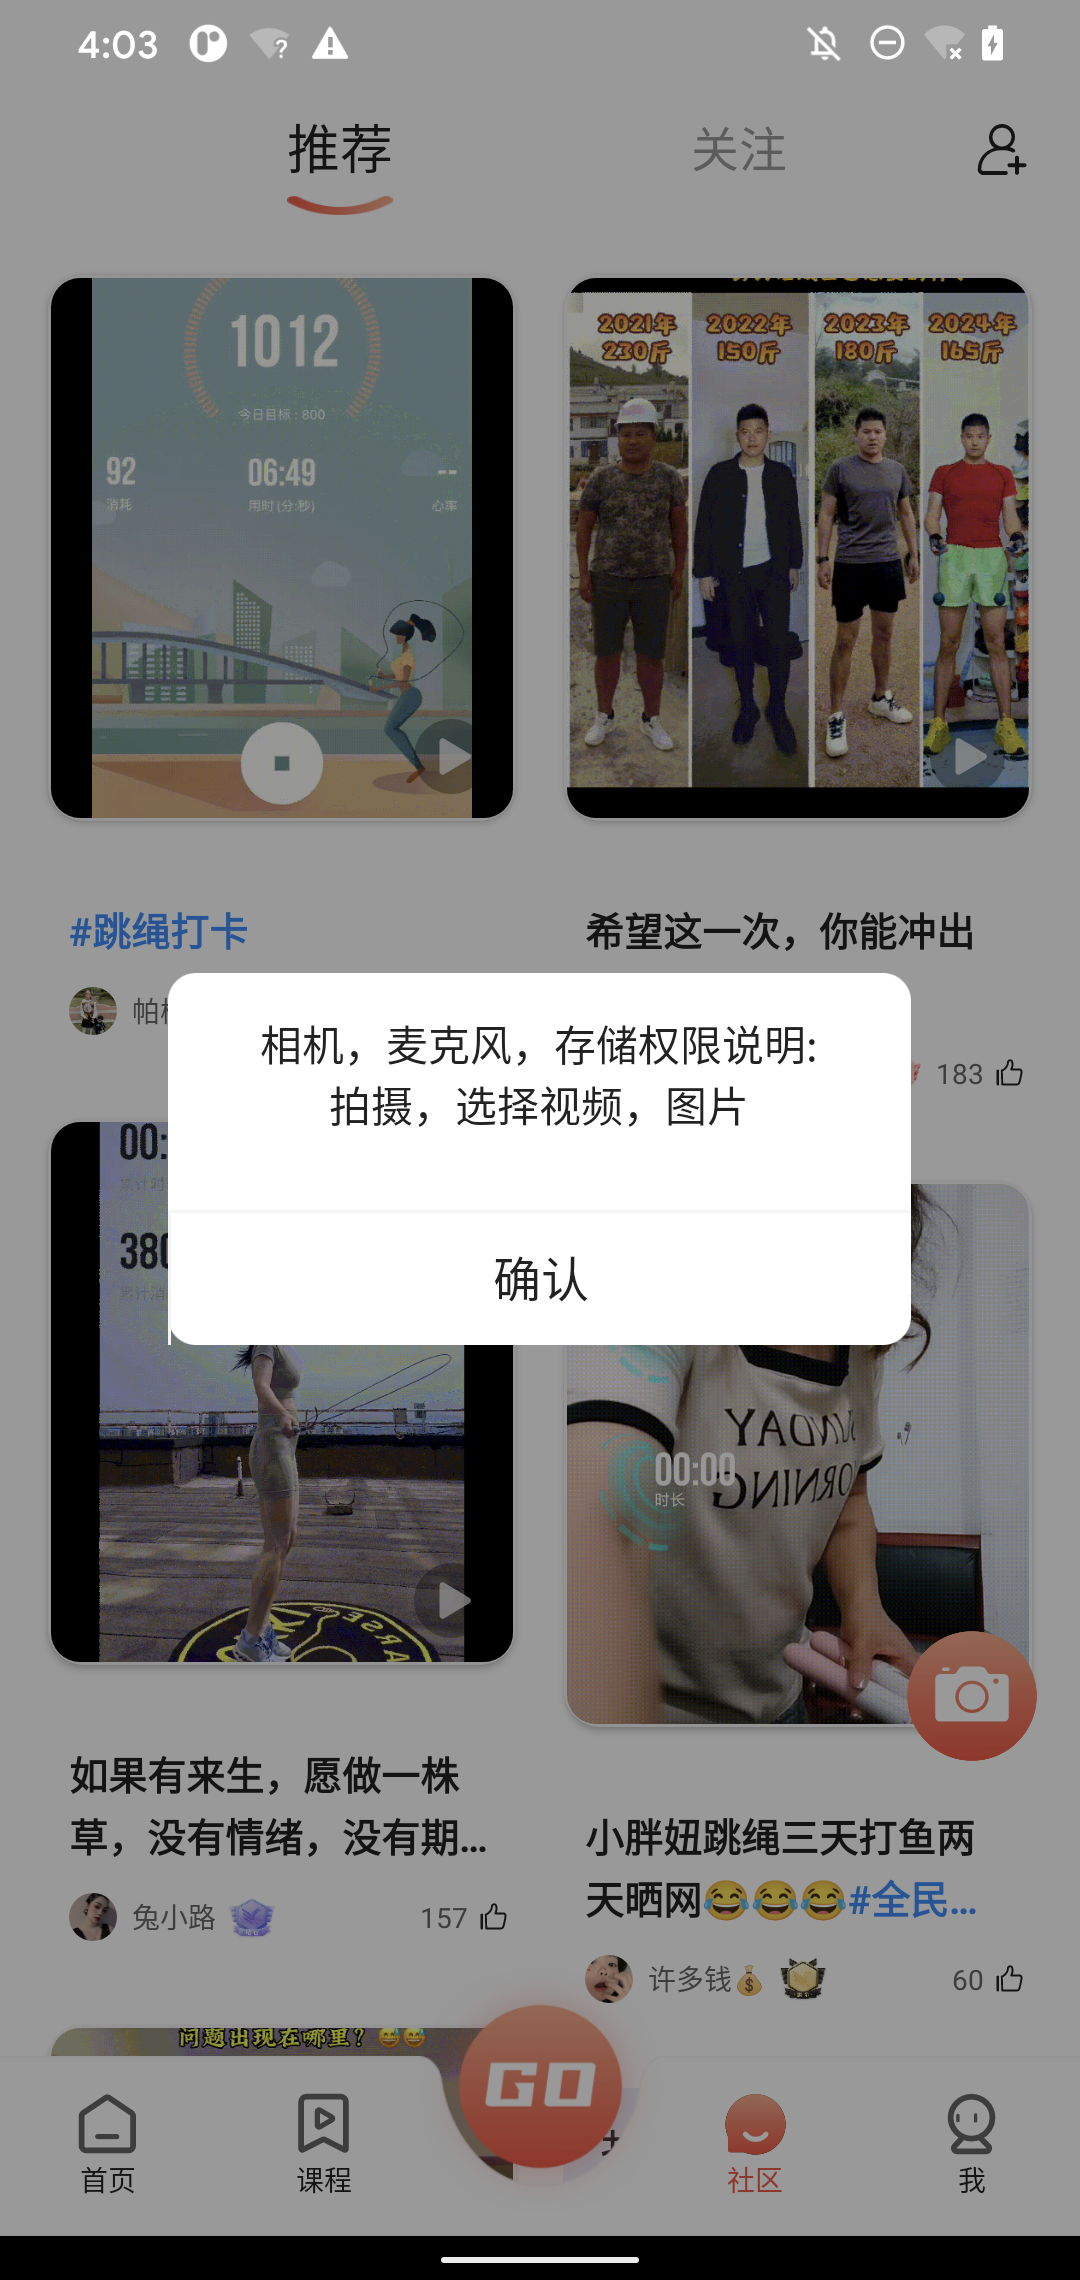 4:03
推荐
关注
1012
今日目标 : 800
92
消耗
06:49
用时 (分:秒)
--
心率
2021年
230斤
2022年
150斤
2023年
180斤
2024年
165斤
#跳绳打卡
希望这一次，你能冲出
183
相机，麦克风，存储权限说明:
拍摄，选择视频，图片
确认
00:
累计时
380
累计消
SUNDAY
MORNING
00:00
时长
如果有来生，愿做一株
草，没有情绪，没有期...
兔小路
157
小胖妞跳绳三天打鱼两
天晒网😂😂😂#全民...
许多钱💰
60
问题出现在哪里？😅😅
GO
首页
课程
社区
我